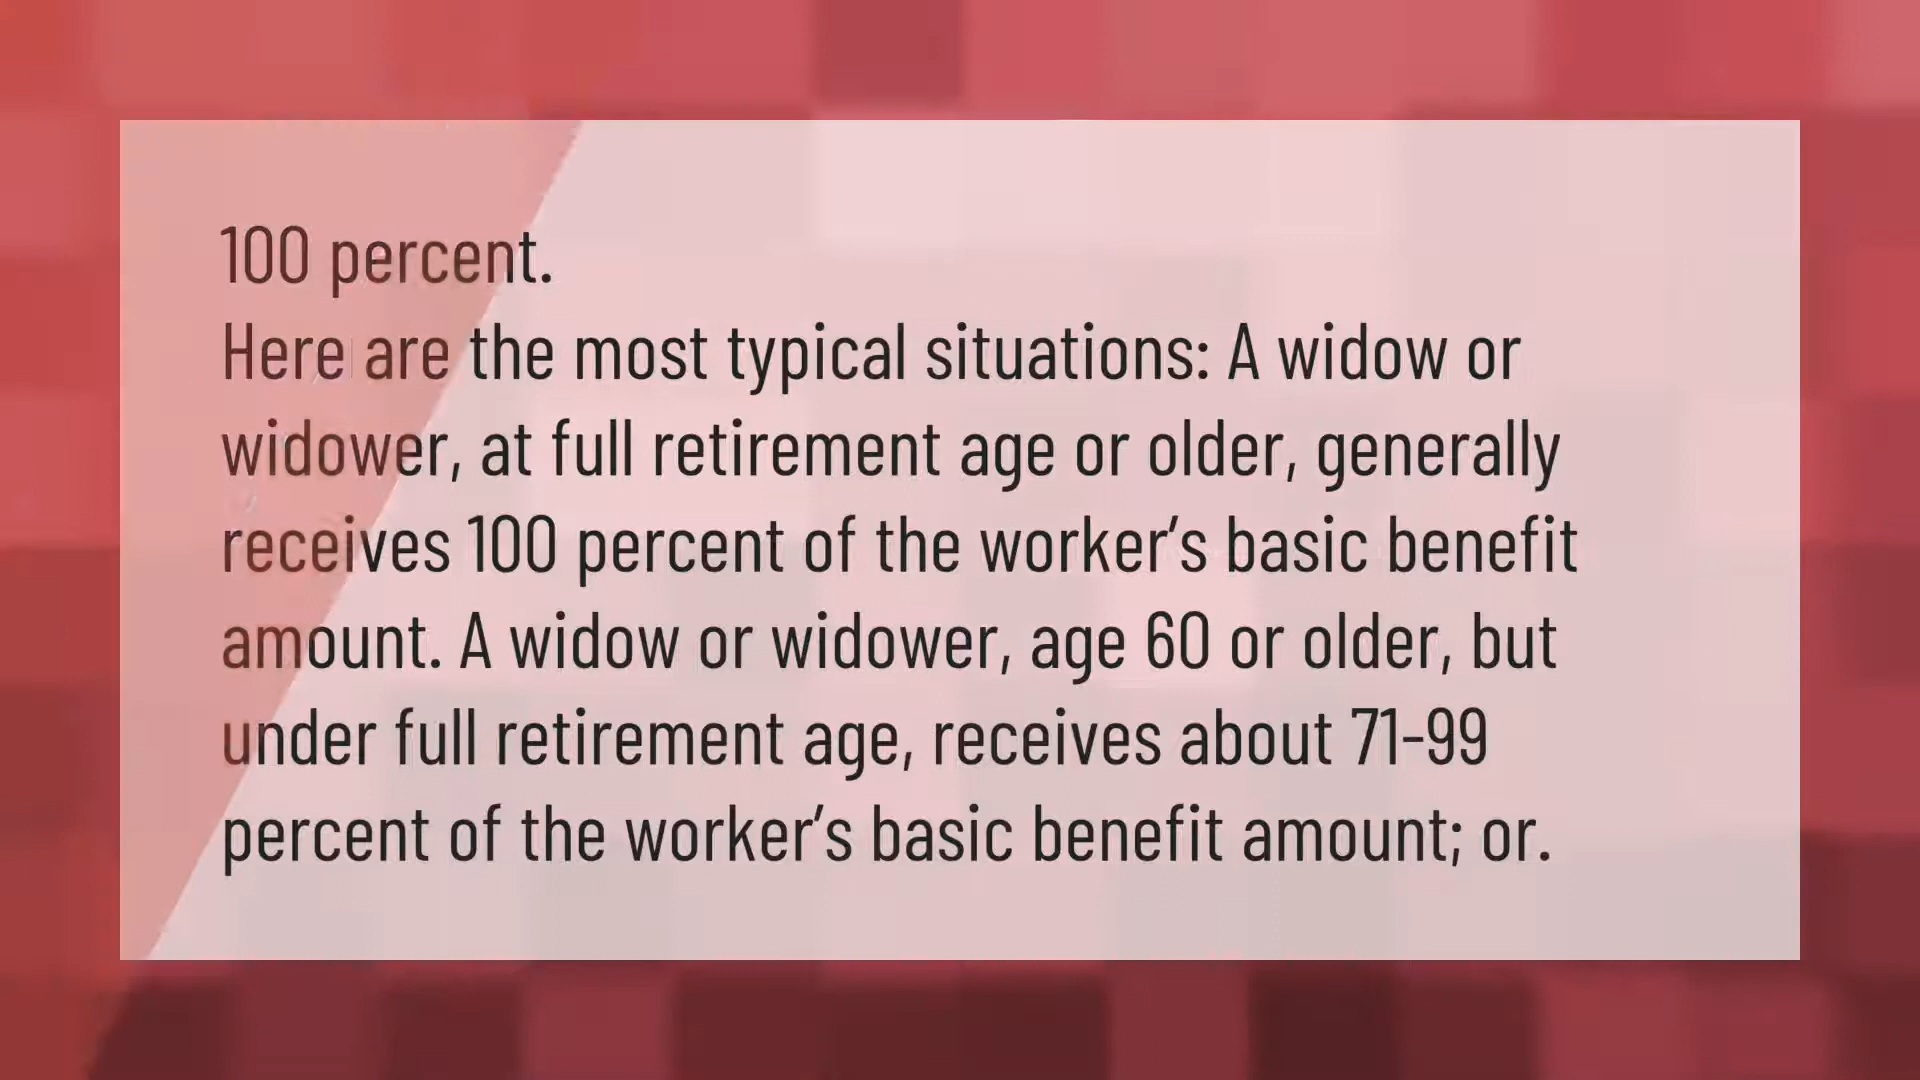 100 percent.
Here are the most typical situations: A widow or
widower, at full retirement age or older, generally
receives 100 percent of the worker’s basic benefit
amount. A widow or widower, age 60 or older, but
under full retirement age, receives about 71-99
percent of the worker’s basic benefit amount; or.